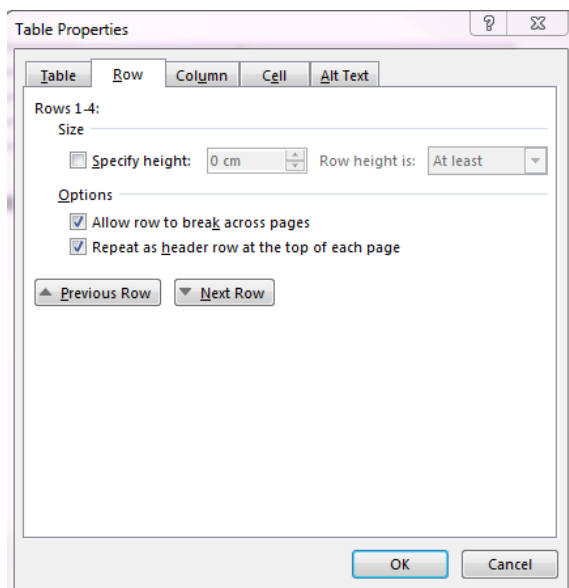 Table Properties
Table Row Column Cell Alt Text
Rows 1-4:
Size
Specify height: 0 cm Row height is: At least
Options
Allow row to break across pages
Repeat as header row at the top of each page
Previous Row Next Row
OK Cancel